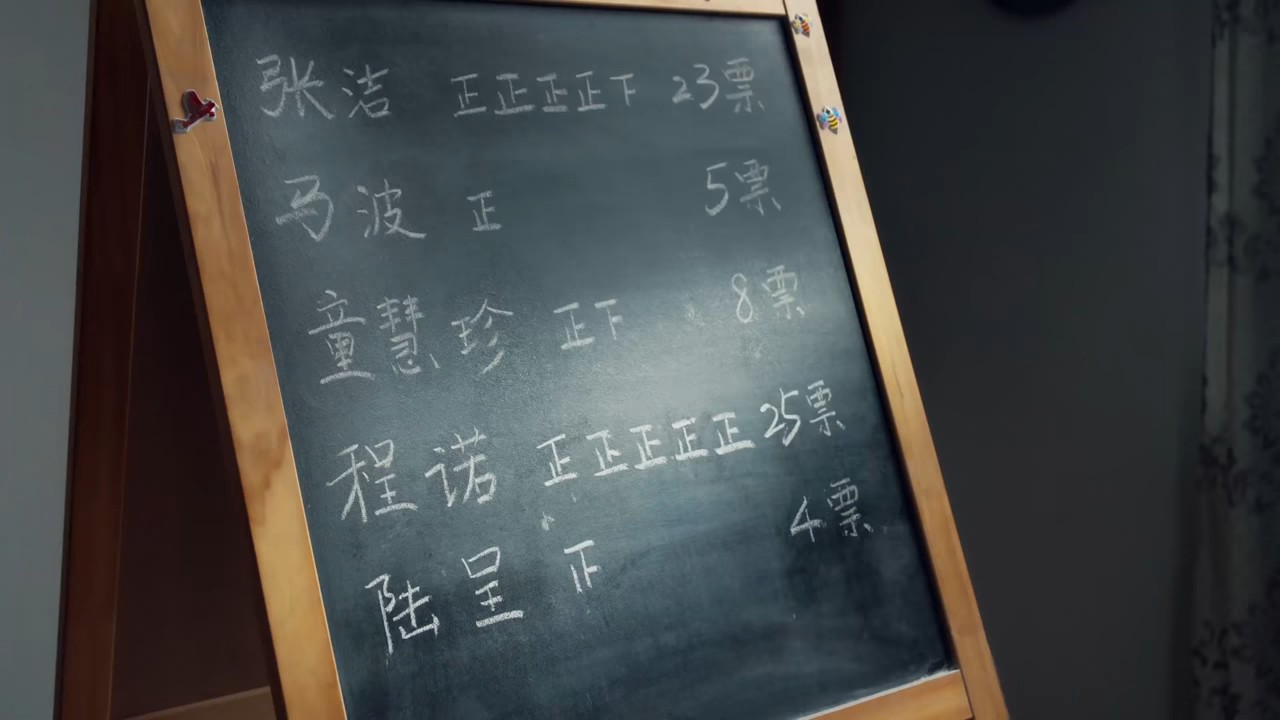 张洁 正正正正下 23票
马波 正 5票
童慧珍 正下 8票
程诺 正正正正正 25票
陆呈 𤴓 4票